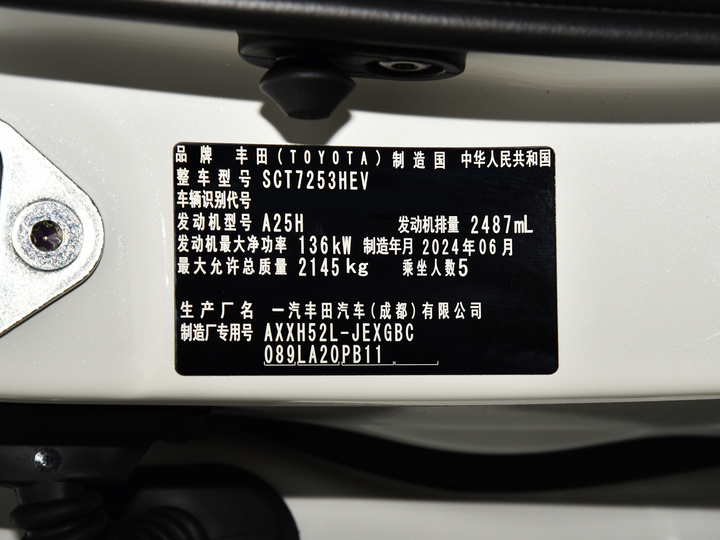 品牌 丰田(TOYOTA) 制造国 中华人民共和国
整车型号 SCT7253HEV
车辆识别代号
发动机型号 A25H 发动机排量 2487mL
发动机最大净功率 136kW 制造年月 2024年06月
最大允许总质量 2145kg 乘坐人数5
生产厂名 一汽丰田汽车(成都)有限公司
制造厂专用号 AXXH52L-JEXGBC
089LA20PB11